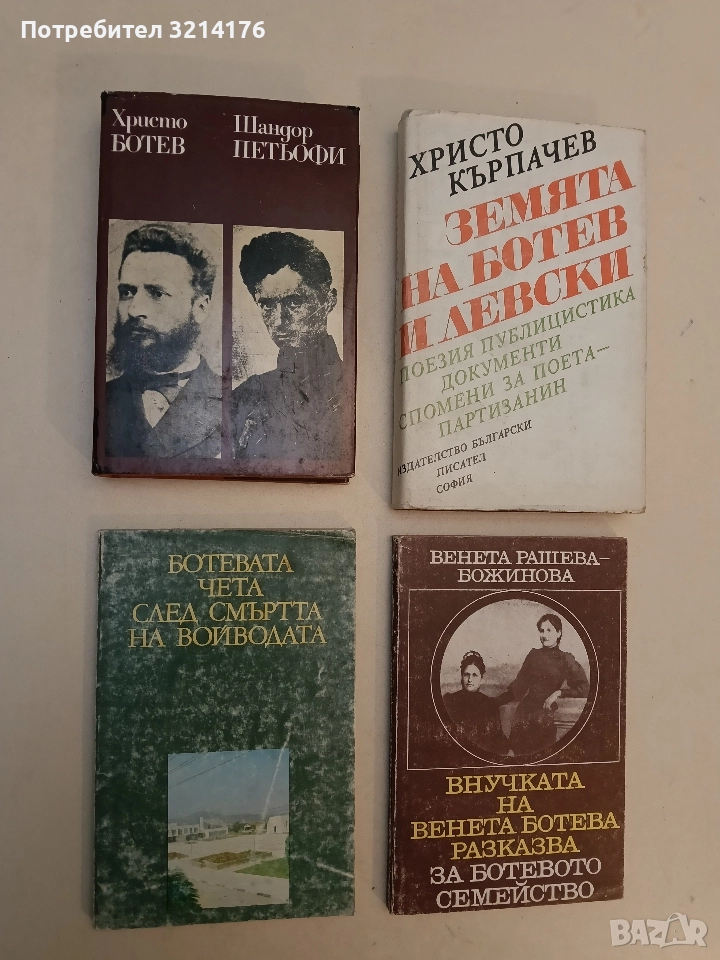 Потребител 3214176
Христо
БОТЕВ
Шандор
ПЕТЬОФИ
ХРИСТО
КЪРПАЧЕВ
ЗЕМЯТА
НА БОТЕВ
И ЛЕВСКИ
ПОЕЗИЯ ПУБЛИЦИСТИКА
ДОКУМЕНТИ
СПОМЕНИ ЗА ПОЕТА-
ПАРТИЗАНИН
ИЗДАТЕЛСТВО БЪЛГАРСКИ
ПИСАТЕЛ
СОФИЯ
БОТЕВАТА
ЧЕТА
СЛЕД СМЪРТТА
НА ВОЙВОДАТА
ВЕНЕТА РАШЕВА-
БОЖИНОВА
ВНУЧКАТА
НА
ВЕНЕТА БОТЕВА
РАЗКАЗВА
ЗА БОТЕВОТО
СЕМЕЙСТВО
BAZAR